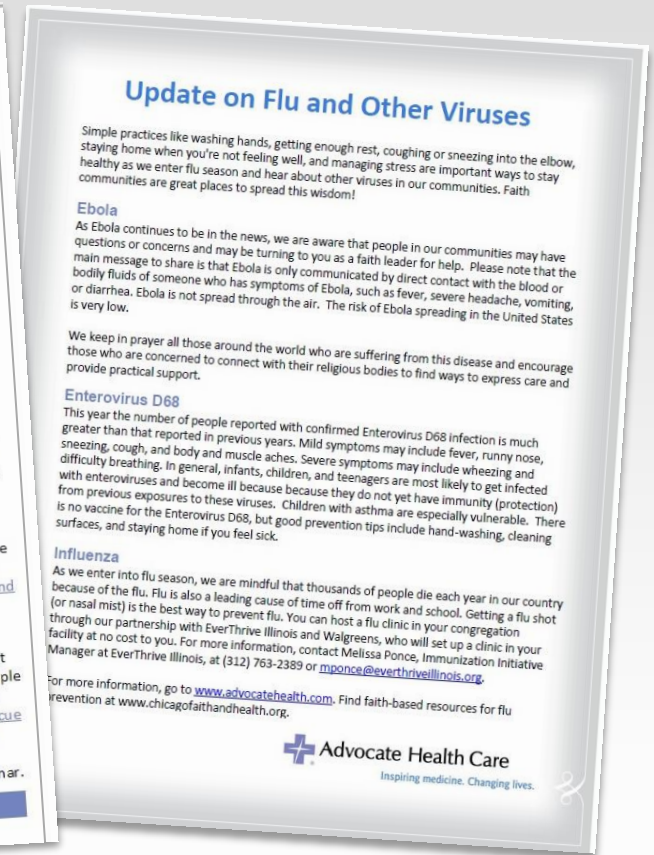 Update on Flu and Other Viruses
Simple practices like washing hands, getting enough rest, coughing or sneezing into the elbow,
staying home when you're not feeling well, and managing stress are important ways to stay
healthy as we enter flu season and hear about other viruses in our communities. Faith
communities are great places to spread this wisdom!
Ebola
As Ebola continues to be in the news, we are aware that people in our communities may have
questions or concerns and may be turning to you as a faith leader for help. Please note that the
main message to share is that Ebola is only communicated by direct contact with the blood or
bodily fluids of someone who has symptoms of Ebola, such as fever, severe headache, vomiting,
or diarrhea. Ebola is not spread through the air. The risk of Ebola spreading in the United States
is very low.
We keep in prayer all those around the world who are suffering from this disease and encourage
those who are concerned to connect with their religious bodies to find ways to express care and
provide practical support.
Enterovirus D68
This year the number of people reported with confirmed Enterovirus D68 infection is much
greater than that reported in previous years. Mild symptoms may include fever, runny nose,
sneezing, cough, and body and muscle aches. Severe symptoms may include wheezing and
difficulty breathing. In general, infants, children, and teenagers are most likely to get infected
with enteroviruses and become ill because because they do not yet have immunity (protection)
from previous exposures to these viruses. Children with asthma are especially vulnerable. There
is no vaccine for the Enterovirus D68, but good prevention tips include hand-washing, cleaning
surfaces, and staying home if you feel sick.
Influenza
As we enter into flu season, we are mindful that thousands of people die each year in our country
because of the flu. Flu is also a leading cause of time off from work and school. Getting a flu shot
(or nasal mist) is the best way to prevent flu. You can host a flu clinic in your congregation
through our partnership with EverThrive Illinois and Walgreens, who will set up a clinic in your
facility at no cost to you. For more information, contact Melissa Ponce, Immunization Initiative
Manager at EverThrive Illinois, at (312) 763-2389 or mponce@everthriveillinois.org.
For more information, go to www.advocatehealth.com. Find faith-based resources for flu
prevention at www.chicagofaithandhealth.org.
Advocate Health Care
Inspiring medicine. Changing lives.